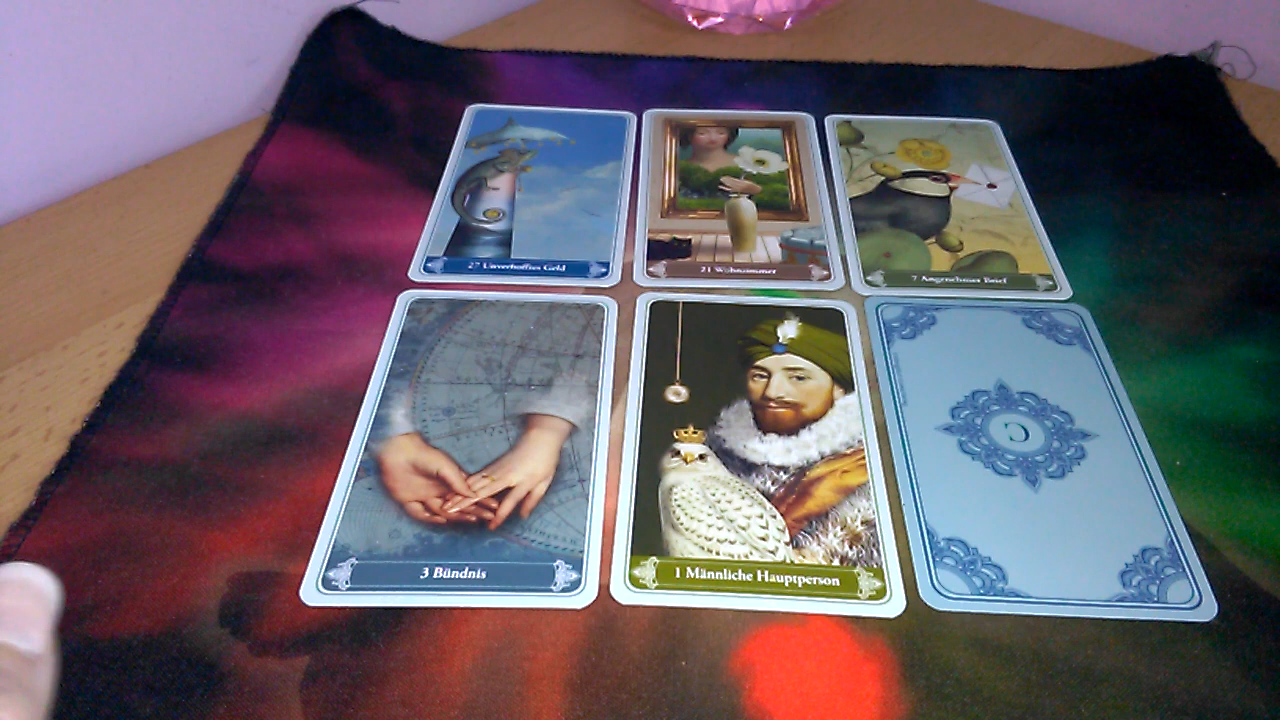 27 Unverhofftes Geld
21 Wohnzimmer
7 Angenehmer Brief
3 Bündnis
1 Männliche Hauptperson
C